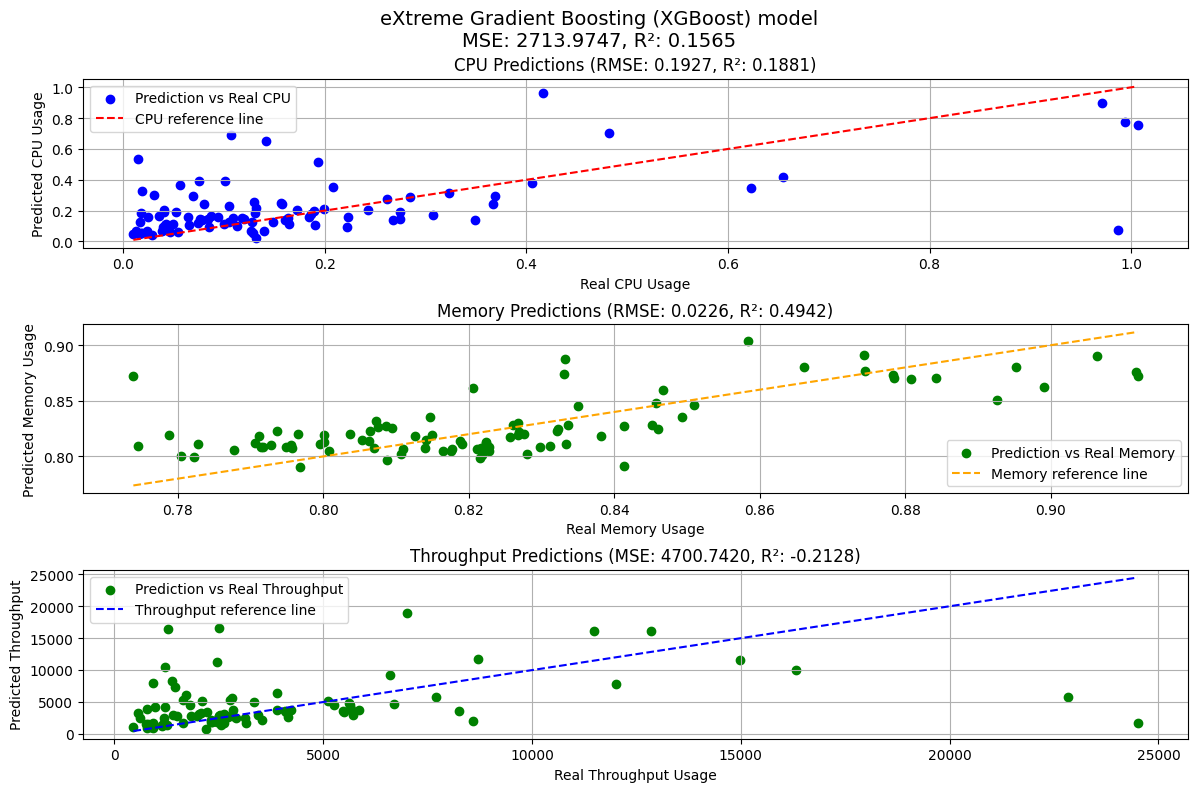 eXtreme Gradient Boosting (XGBoost) model
MSE: 2713.9747, R²: 0.1565
CPU Predictions (RMSE: 0.1927, R²: 0.1881)
Predicted CPU Usage
1.0
0.8
0.6
0.4
0.2
0.0
Prediction vs Real CPU
CPU reference line
0.0 0.2 0.4 0.6 0.8 1.0
Real CPU Usage
Memory Predictions (RMSE: 0.0226, R²: 0.4942)
Predicted Memory Usage
0.90
0.85
0.80
Prediction vs Real Memory
Memory reference line
0.78 0.80 0.82 0.84 0.86 0.88 0.90
Real Memory Usage
Throughput Predictions (MSE: 4700.7420, R²: -0.2128)
Predicted Throughput
25000
20000
15000
10000
5000
0
Prediction vs Real Throughput
Throughput reference line
0 5000 10000 15000 20000 25000
Real Throughput Usage